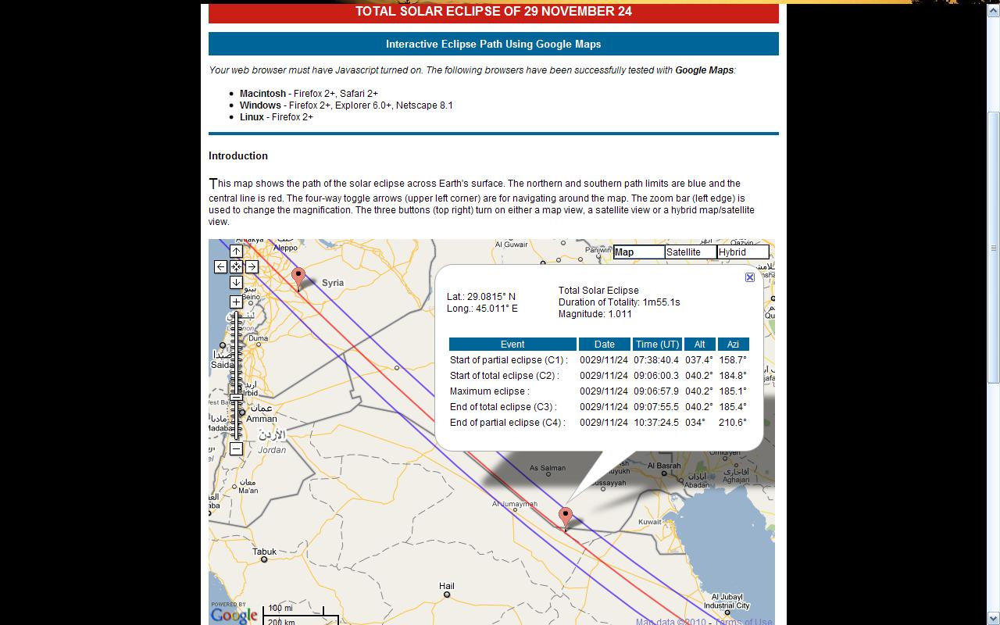 TOTAL SOLAR ECLIPSE OF 29 NOVEMBER 24
Interactive Eclipse Path Using Google Maps
Your web browser must have Javascript turned on. The following browsers have been successfully tested with Google Maps:
Macintosh - Firefox 2+, Safari 2+
Windows - Firefox 2+, Explorer 6.0+, Netscape 8.1
Linux - Firefox 2+
Introduction
This map shows the path of the solar eclipse across Earth's surface. The northern and southern path limits are blue and the
central line is red. The four-way toggle arrows (upper left corner) are for navigating around the map. The zoom bar (left edge) is
used to change the magnification. The three buttons (top right) turn on either a map view, a satellite view or a hybrid map/satellite
view.
Aleppo
Al Guwair
Panjwin
Map
Satellite
Hybrid
Syria
Duma
Saida
Amman
عمان
الأردن
Jordan
معان
Ma'an
Tabuk
Hail
As Salman
Al Jumaymah
Al Basrah
آبادان
Abadan
آغاجاری
Aghajari
Kuwait
Al Jubayl
Industrial City
Lat.: 29.0815° N
Long.: 45.011° E
Total Solar Eclipse
Duration of Totality: 1m55.1s
Magnitude: 1.011
Event Date Time (UT) Alt Azi
Start of partial eclipse (C1) : 0029/11/24 07:38:40.4 037.4° 158.7°
Start of total eclipse (C2) : 0029/11/24 09:06:00.3 040.2° 184.8°
Maximum eclipse : 0029/11/24 09:06:57.9 040.2° 185.1°
End of total eclipse (C3) : 0029/11/24 09:07:55.5 040.2° 185.4°
End of partial eclipse (C4) : 0029/11/24 10:37:24.5 034° 210.6°
POWERED BY
Google
100 mi
200 km
Map data ©2010 - Terms of Use